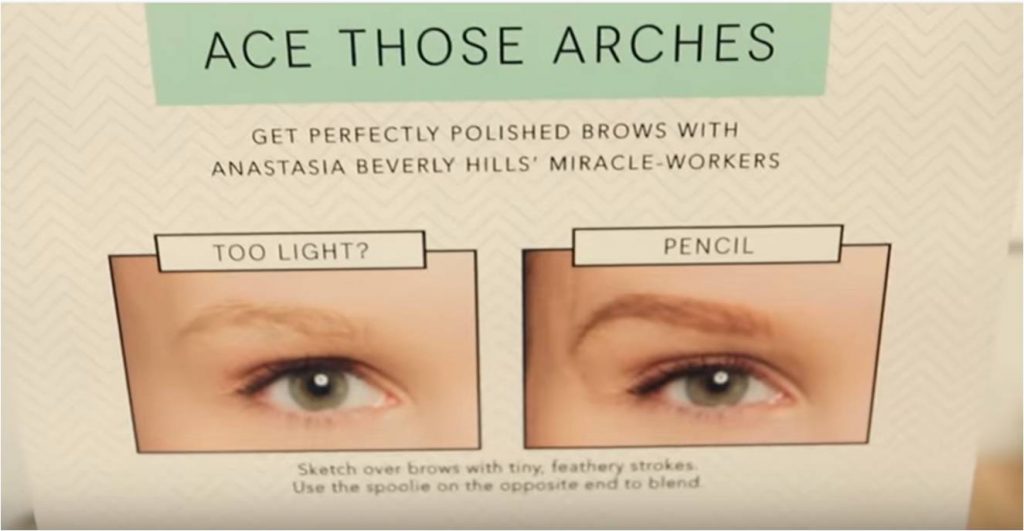 ACE THOSE ARCHES
GET PERFECTLY POLISHED BROWS WITH
ANASTASIA BEVERLY HILLS' MIRACLE-WORKERS
TOO LIGHT?
PENCIL
Sketch over brows with tiny, feathery strokes.
Use the spoolie on the opposite end to blend.